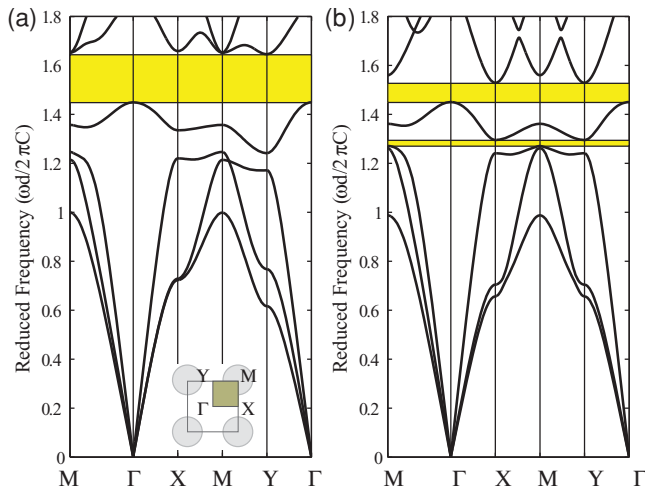 (a)
Reduced Frequency (ωd/2πC)
1.8
1.6
1.4
1.2
1
0.8
0.6
0.4
0.2
0
M Γ X M Y Γ
Y M
Γ X
(b)
Reduced Frequency (ωd/2πC)
1.8
1.6
1.4
1.2
1
0.8
0.6
0.4
0.2
0
M Γ X M Y Γ